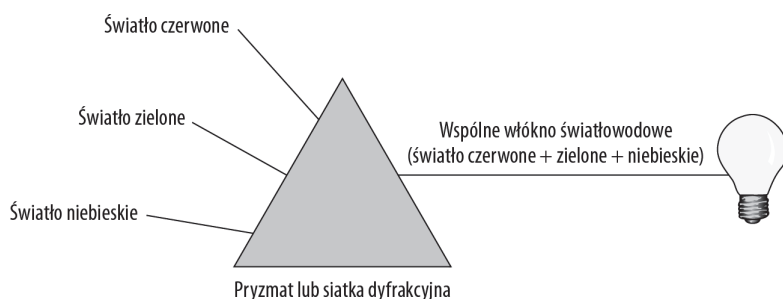 Światło czerwone
Światło zielone
Wspólne włókno światłowodowe
(światło czerwone + zielone + niebieskie)
Światło niebieskie
Pryzmat lub siatka dyfrakcyjna